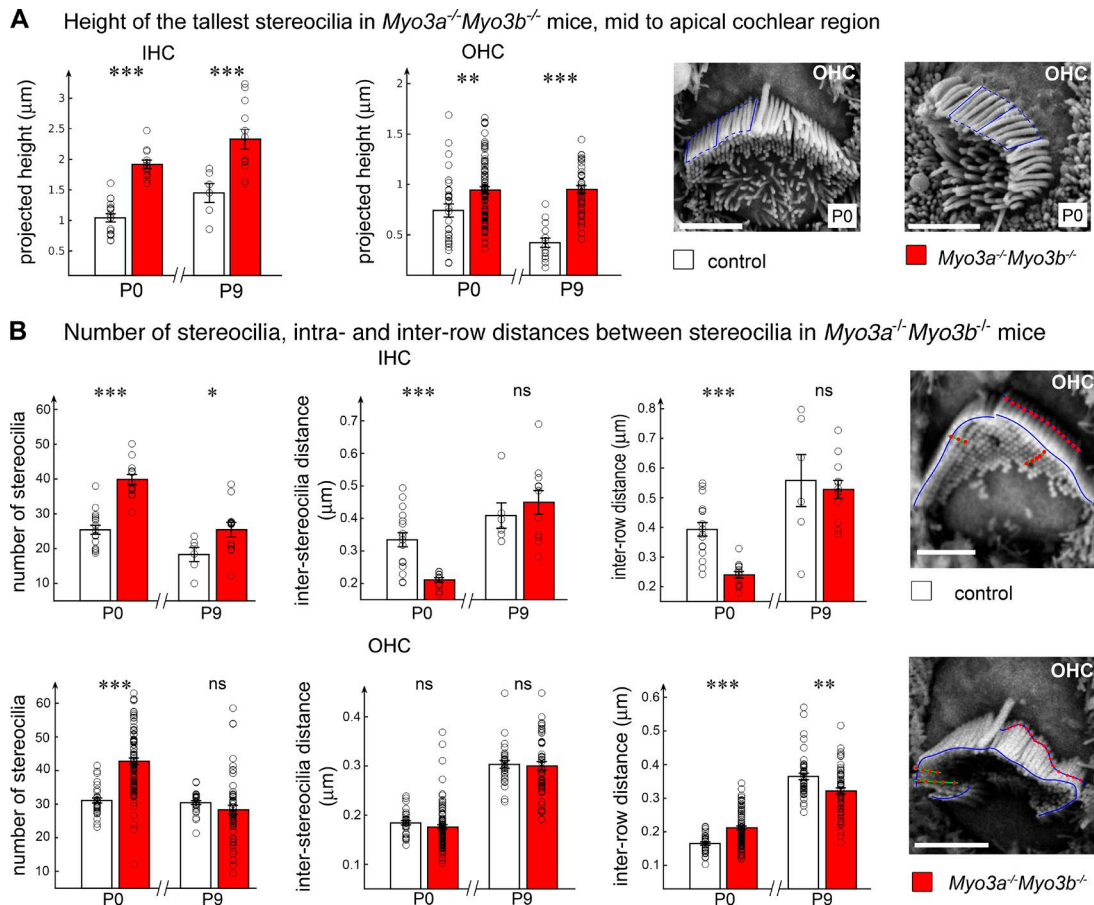 A Height of the tallest stereocilia in Myo3a-/-Myo3b-/- mice, mid to apical cochlear region
IHC
*** ***
projected height (μm)
3
2.5
2
1.5
1
0.5
P0 P9
OHC
** ***
projected height (μm)
2
1.5
1
0.5
P0 P9
OHC
P0
OHC
P0
control
Myo3a-/-Myo3b-/-
B Number of stereocilia, intra- and inter-row distances between stereocilia in Myo3a-/-Myo3b-/- mice
IHC
*** *
number of stereocilia
60
50
40
30
20
P0 P9
*** ns
inter-stereocilia distance
(μm)
0.7
0.6
0.5
0.4
0.3
0.2
P0 P9
*** ns
inter-row distance (μm)
0.8
0.7
0.6
0.5
0.4
0.3
0.2
P0 P9
OHC
control
OHC
*** ns
number of stereocilia
60
50
40
30
20
10
P0 P9
ns ns
inter-stereocilia distance
(μm)
0.4
0.3
0.2
0.1
P0 P9
*** **
inter-row distance (μm)
0.6
0.5
0.4
0.3
0.2
0.1
P0 P9
OHC
Myo3a-/-Myo3b-/-